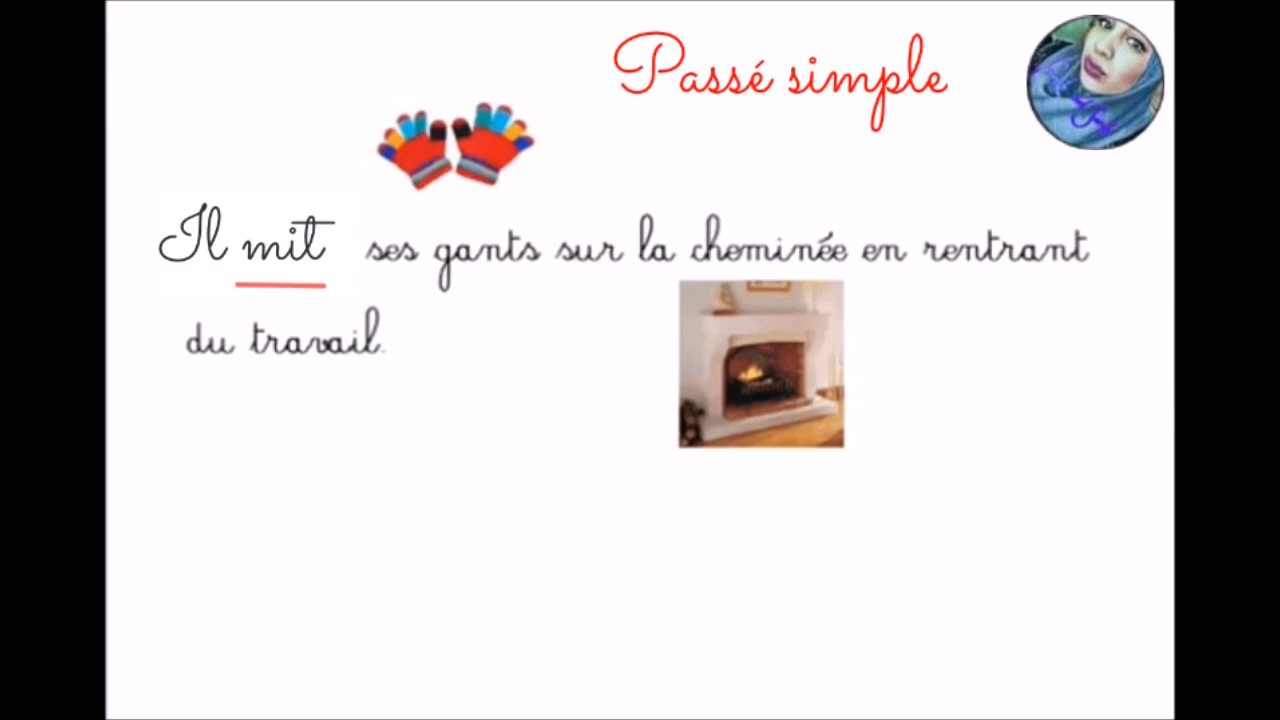 Passé simple
Il mit ses gants sur la cheminée en rentrant
du travail.